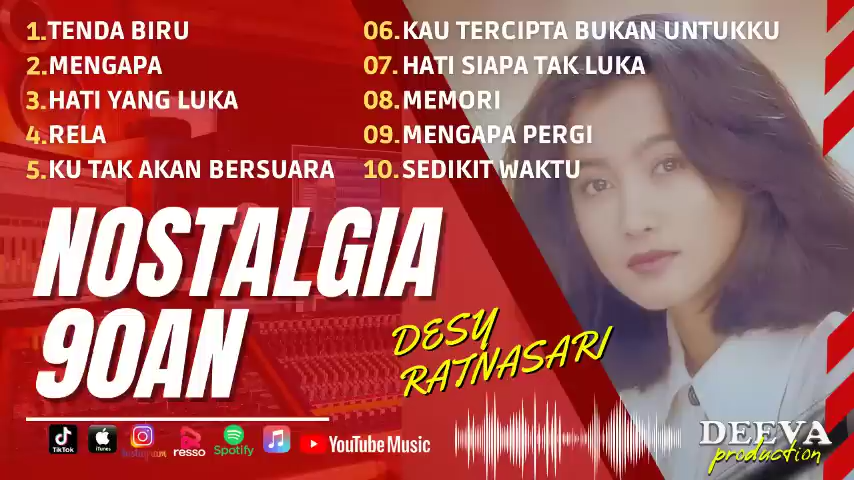 1.TENDA BIRU
2.MENGAPA
3.HATI YANG LUKA
4.RELA
5.KU TAK AKAN BERSUARA
06.KAU TERCIPTA BUKAN UNTUKKU
07.HATI SIAPA TAK LUKA
08.MEMORI
09.MENGAPA PERGI
10.SEDIKIT WAKTU
NOSTALGIA
90AN
DESY
RATNASARI
TikTok
iTunes
Instagram
resso
Spotify
YouTube Music
DEEVA
production